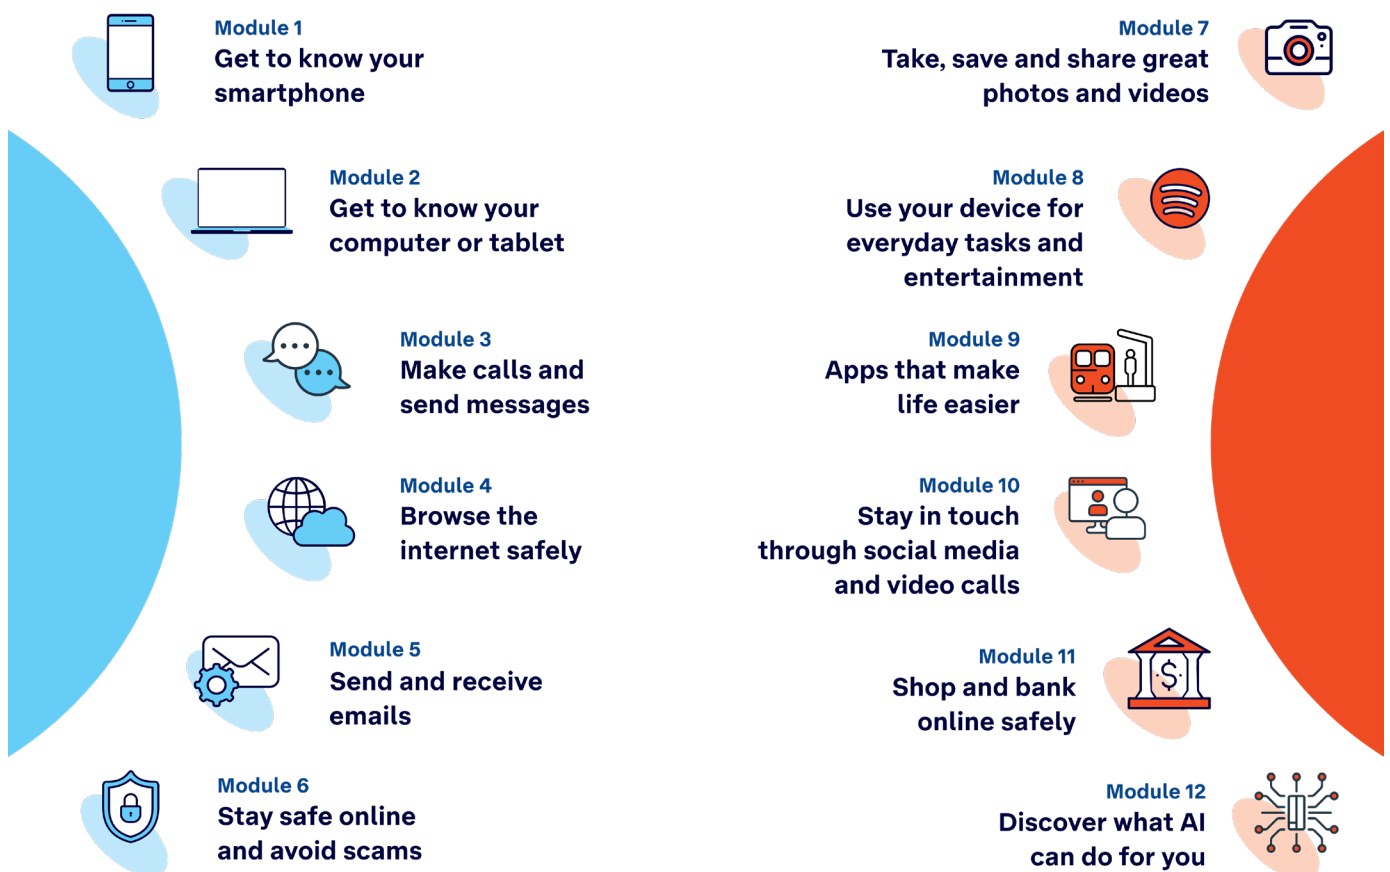 Module 1
Get to know your
smartphone
Module 2
Get to know your
computer or tablet
Module 3
Make calls and
send messages
Module 4
Browse the
internet safely
Module 5
Send and receive
emails
Module 6
Stay safe online
and avoid scams
Module 7
Take, save and share great
photos and videos
Module 8
Use your device for
everyday tasks and
entertainment
Module 9
Apps that make
life easier
Module 10
Stay in touch
through social media
and video calls
Module 11
Shop and bank
online safely
$
Module 12
Discover what AI
can do for you